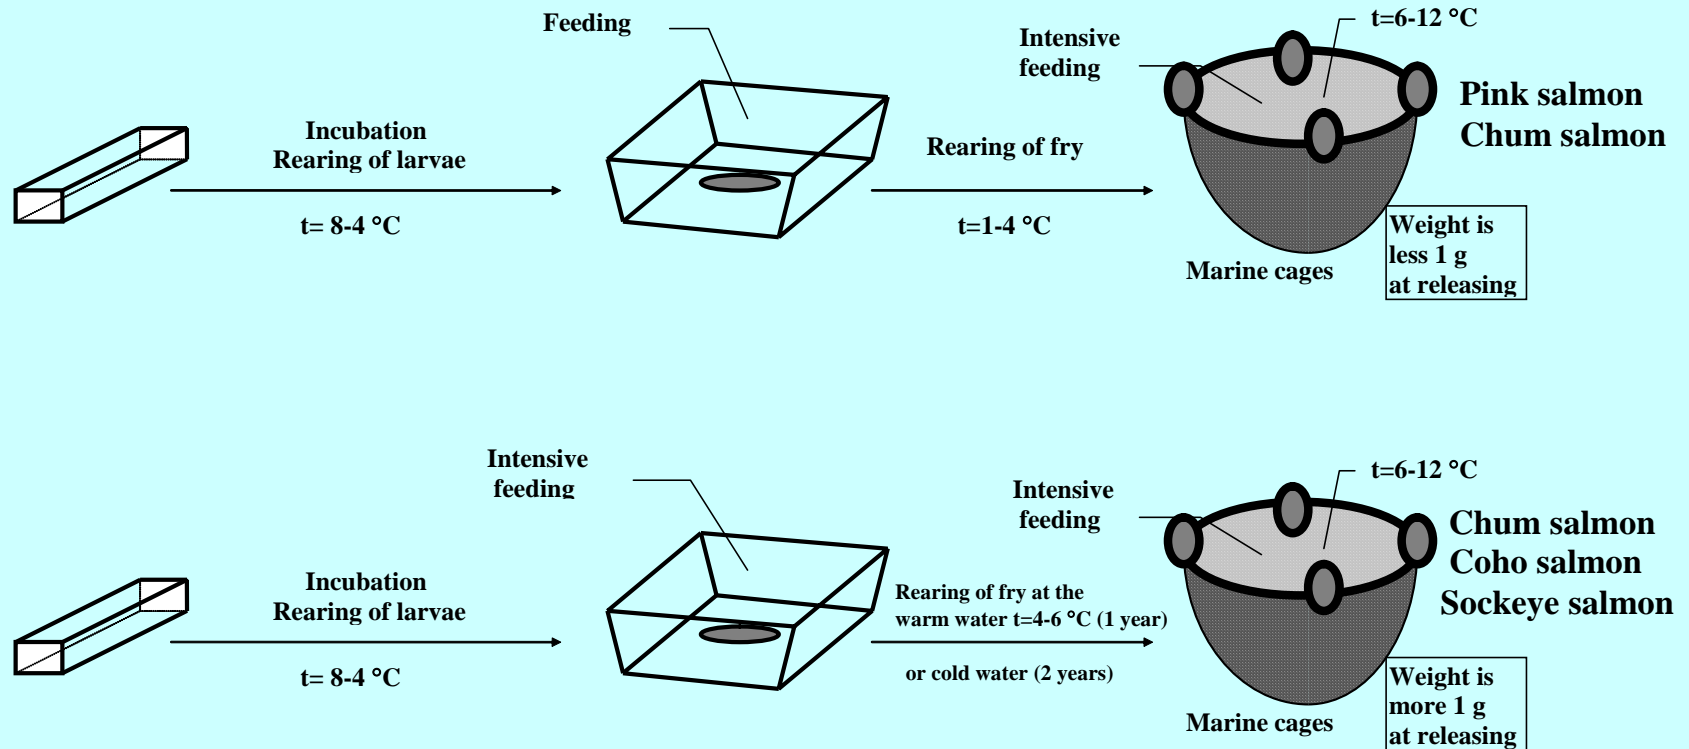 Feeding
t=6-12 °C
Intensive
feeding
Pink salmon
Chum salmon
Incubation
Rearing of larvae
Rearing of fry
t= 8-4 °C
t=1-4 °C
Weight is
less 1 g
at releasing
Marine cages
Intensive
feeding
t=6-12 °C
Intensive
feeding
Chum salmon
Coho salmon
Sockeye salmon
Incubation
Rearing of larvae
Rearing of fry at the
warm water t=4-6 °C (1 year)
t= 8-4 °C
or cold water (2 years)
Weight is
more 1 g
at releasing
Marine cages